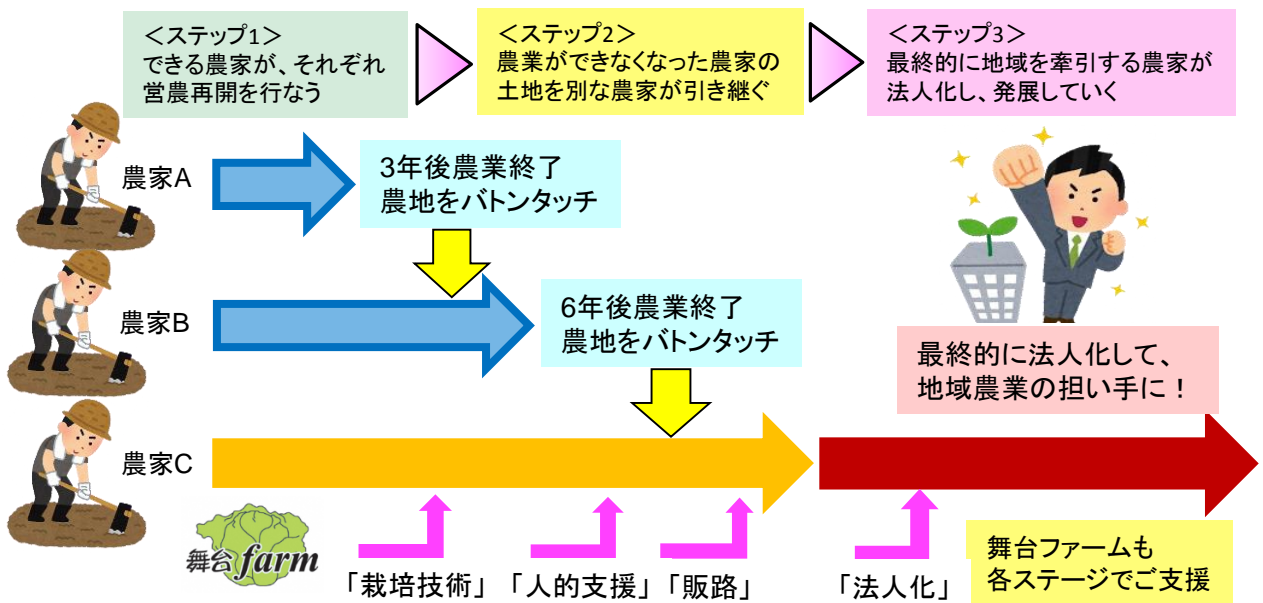 ＜ステップ1＞
できる農家が、それぞれ
営農再開を行なう
＜ステップ2＞
農業ができなくなった農家の
土地を別な農家が引き継ぐ
＜ステップ3＞
最終的に地域を牽引する農家が
法人化し、発展していく
農家A
3年後農業終了
農地をバトンタッチ
農家B
6年後農業終了
農地をバトンタッチ
最終的に法人化して、
地域農業の担い手に！
農家C
舞台farm
「栽培技術」
「人的支援」
「販路」
「法人化」
舞台ファームも
各ステージでご支援